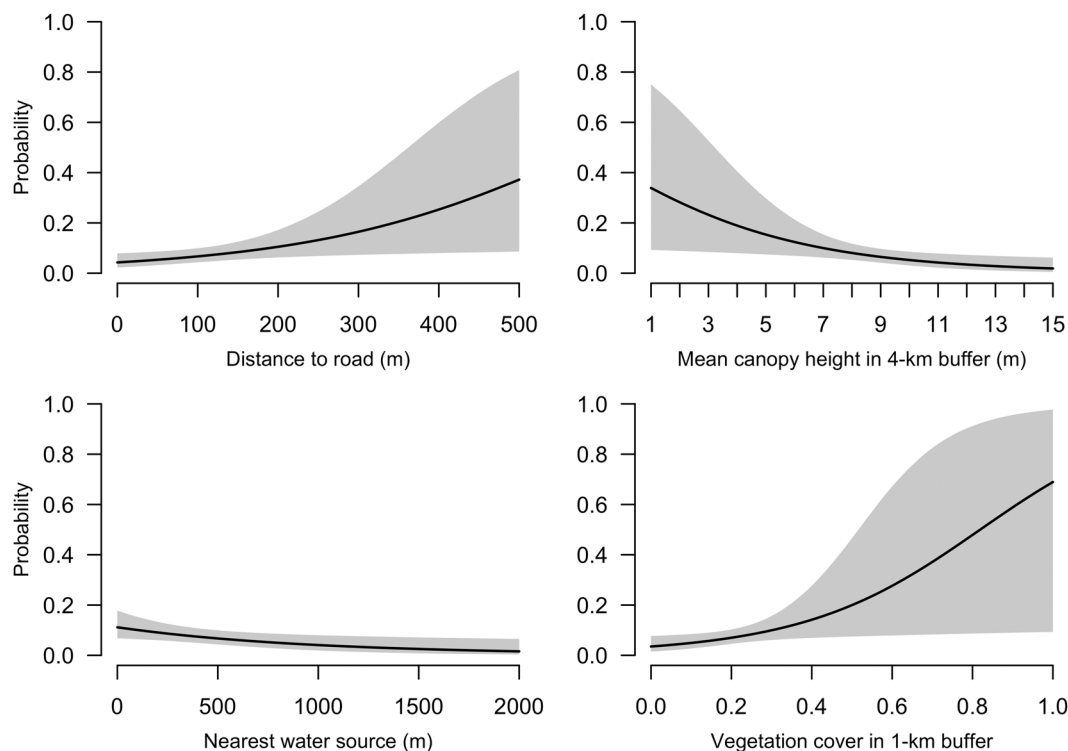 1.0
0.8
0.6
0.4
0.2
0.0
Probability
0 100 200 300 400 500
Distance to road (m)
1.0
0.8
0.6
0.4
0.2
0.0
1 3 5 7 9 11 13 15
Mean canopy height in 4-km buffer (m)
1.0
0.8
0.6
0.4
0.2
0.0
Probability
0 500 1000 1500 2000
Nearest water source (m)
1.0
0.8
0.6
0.4
0.2
0.0
0.0 0.2 0.4 0.6 0.8 1.0
Vegetation cover in 1-km buffer